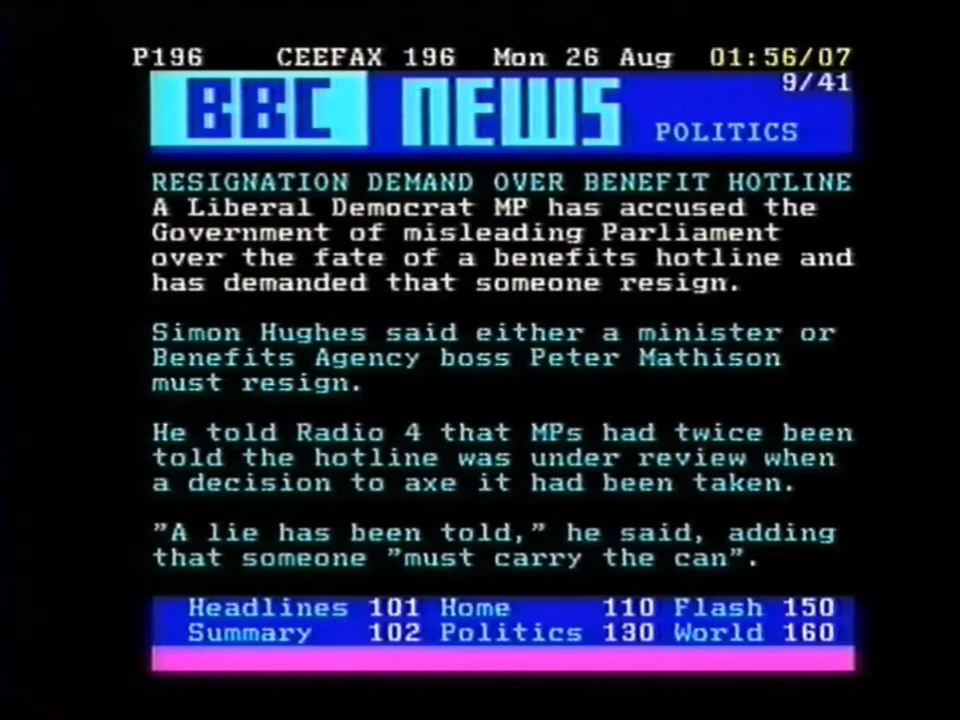 P196 CEEFAX 196 Mon 26 Aug 01:56/07
9/41
BBC NEWS POLITICS
RESIGNATION DEMAND OVER BENEFIT HOTLINE
A Liberal Democrat MP has accused the
Government of misleading Parliament
over the fate of a benefits hotline and
has demanded that someone resign.
Simon Hughes said either a minister or
Benefits Agency boss Peter Mathison
must resign.
He told Radio 4 that MPs had twice been
told the hotline was under review when
a decision to axe it had been taken.
"A lie has been told," he said, adding
that someone "must carry the can".
Headlines 101 Home 110 Flash 150
Summary 102 Politics 130 World 160